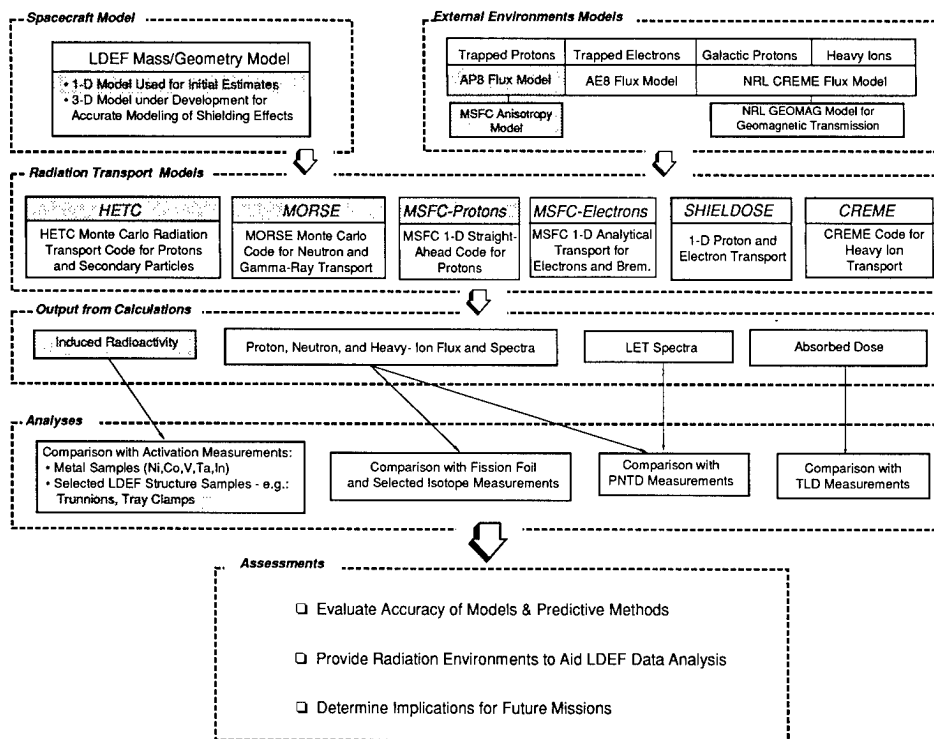 Spacecraft Model
External Environments Models
LDEF Mass/Geometry Model
• 1-D Model Used for Initial Estimates
• 3-D Model under Development for
Accurate Modeling of Shielding Effects
Trapped Protons
Trapped Electrons
Galactic Protons
Heavy Ions
AP8 Flux Model
AE8 Flux Model
NRL CREME Flux Model
MSFC Anisotropy
Model
NRL GEOMAG Model for
Geomagnetic Transmission
Radiation Transport Models
HETC
HETC Monte Carlo Radiation
Transport Code for Protons
and Secondary Particles
MORSE
MORSE Monte Carlo
Code for Neutron and
Gamma-Ray Transport
MSFC-Protons
MSFC 1-D Straight-
Ahead Code for
Protons
MSFC-Electrons
MSFC 1-D Analytical
Transport for
Electrons and Brem.
SHIELDOSE
1-D Proton and
Electron Transport
CREME
CREME Code for
Heavy Ion
Transport
Output from Calculations
Induced Radioactivity
Proton, Neutron, and Heavy- Ion Flux and Spectra
LET Spectra
Absorbed Dose
Analyses
Comparison with Activation Measurements:
• Metal Samples (Ni,Co,V,Ta,In)
• Selected LDEF Structure Samples - e.g.:
Trunnions, Tray Clamps
Comparison with Fission Foil
and Selected Isotope Measurements
Comparison with
PNTD Measurements
Comparison with
TLD Measurements
Assessments
❑ Evaluate Accuracy of Models & Predictive Methods
❑ Provide Radiation Environments to Aid LDEF Data Analysis
❑ Determine Implications for Future Missions